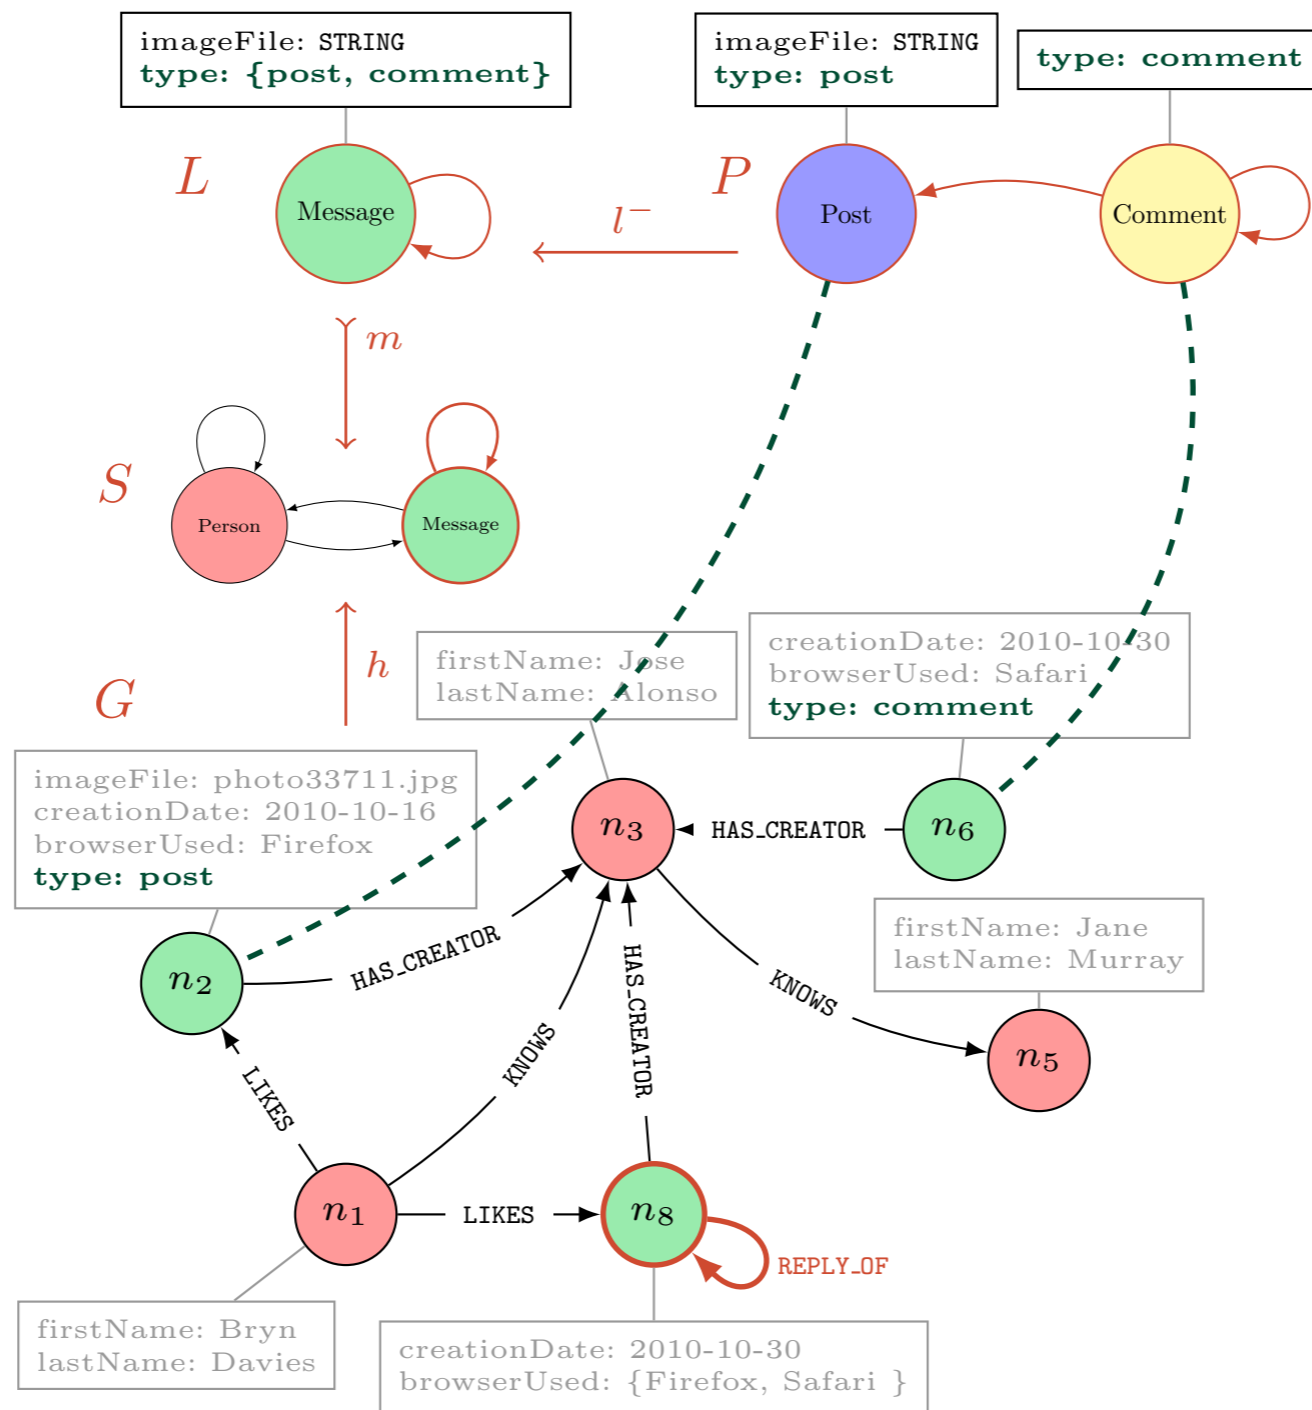 imageFile: STRING
type: {post, comment}
imageFile: STRING
type: post
type: comment
L
Message
l⁻
P
Post
Comment
m
S
Person
Message
G
h
firstName: Jose
lastName: Alonso
creationDate: 2010-10-30
browserUsed: Safari
type: comment
imageFile: photo33711.jpg
creationDate: 2010-10-16
browserUsed: Firefox
type: post
n₃
HAS_CREATOR
n₆
firstName: Jane
lastName: Murray
n₂
HAS_CREATOR
HAS_CREATOR
KNOWS
KNOWS
n₅
LIKES
n₁
LIKES
n₈
REPLY_OF
firstName: Bryn
lastName: Davies
creationDate: 2010-10-30
browserUsed: {Firefox, Safari }